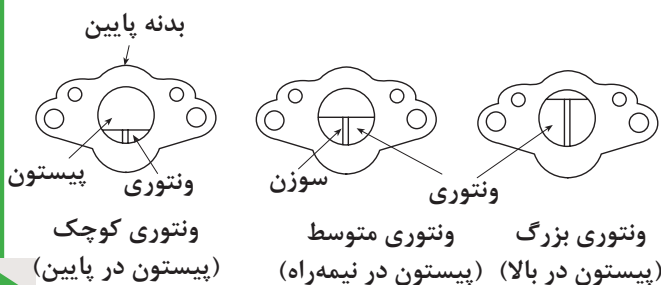 بدنه پایین
پیستون
ونتوری
سوزن
ونتوری
ونتوری کوچک
(پیستون در پایین)
ونتوری متوسط
(پیستون در نیمه‌راه)
ونتوری بزرگ
(پیستون در بالا)